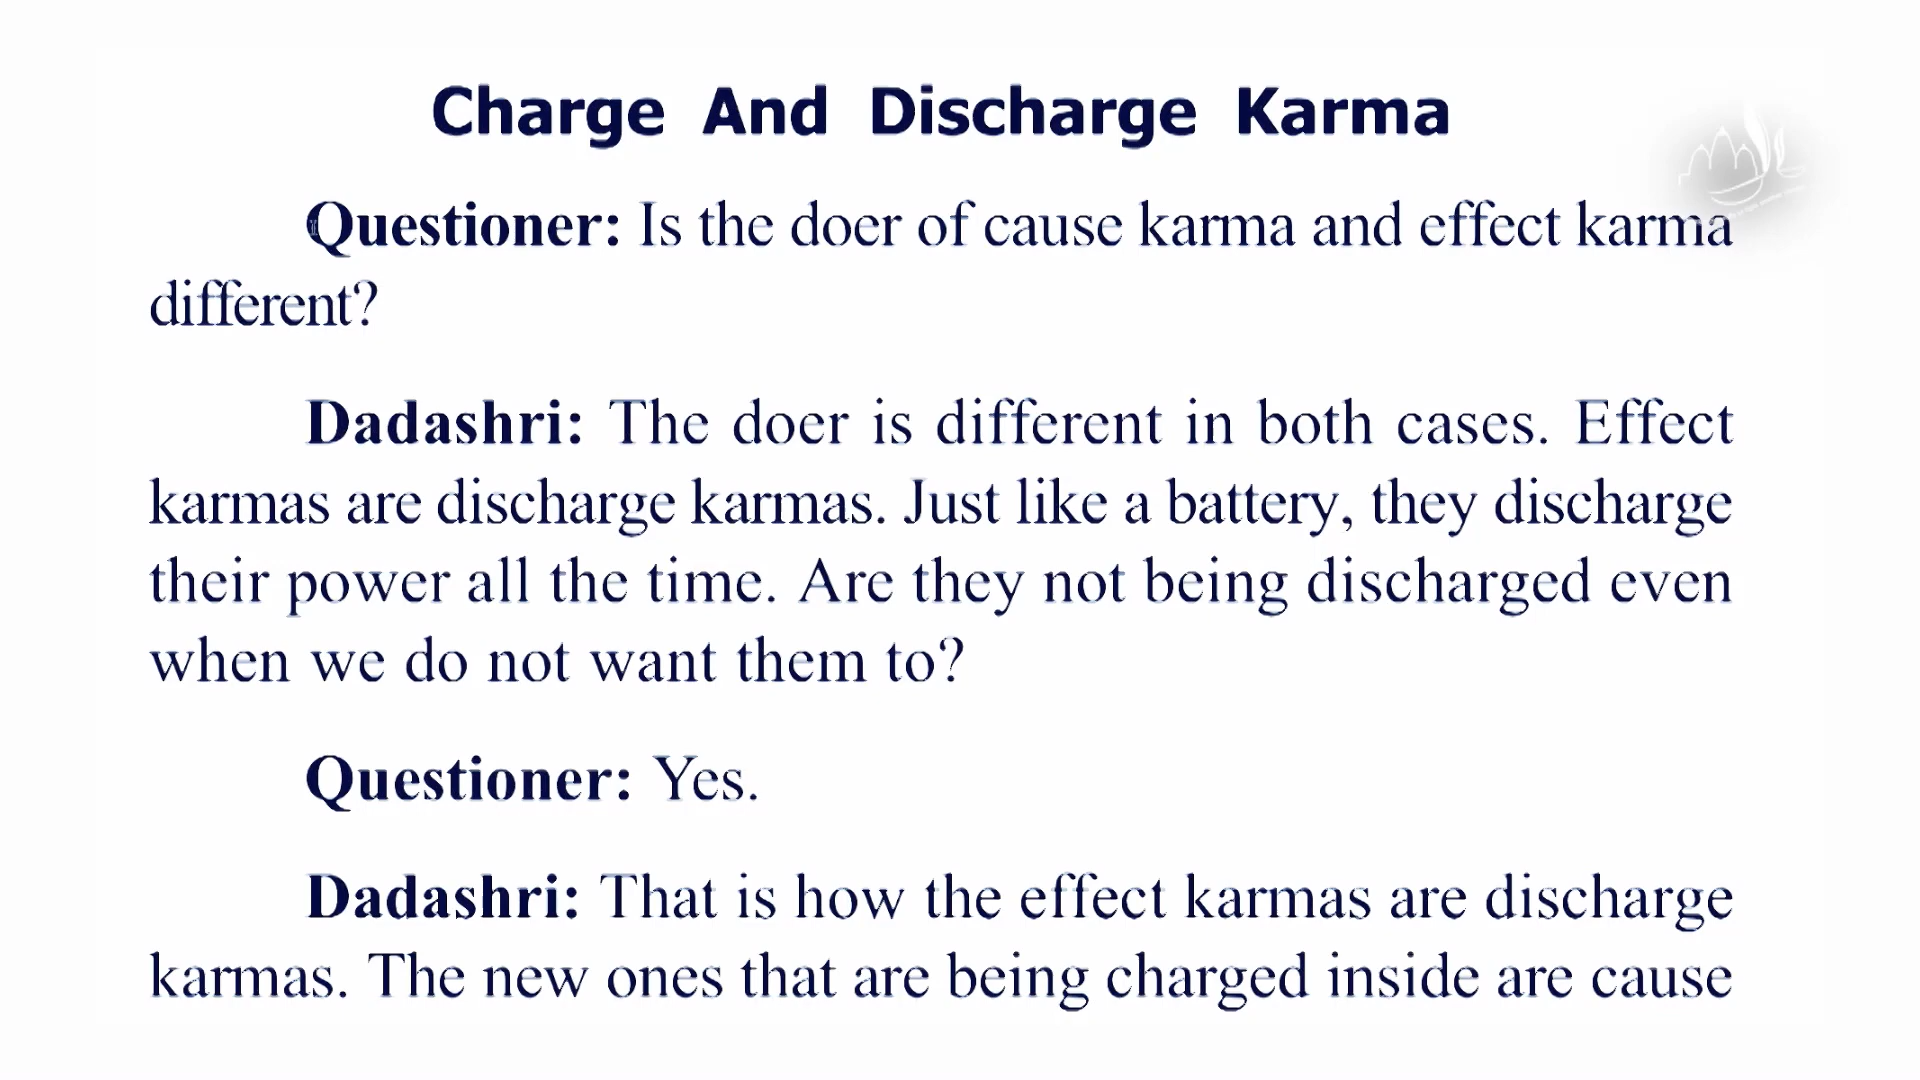 Charge And Discharge Karma
Questioner: Is the doer of cause karma and effect karma
different?
Dadashri: The doer is different in both cases. Effect
karmas are discharge karmas. Just like a battery, they discharge
their power all the time. Are they not being discharged even
when we do not want them to?
Questioner: Yes.
Dadashri: That is how the effect karmas are discharge
karmas. The new ones that are being charged inside are cause